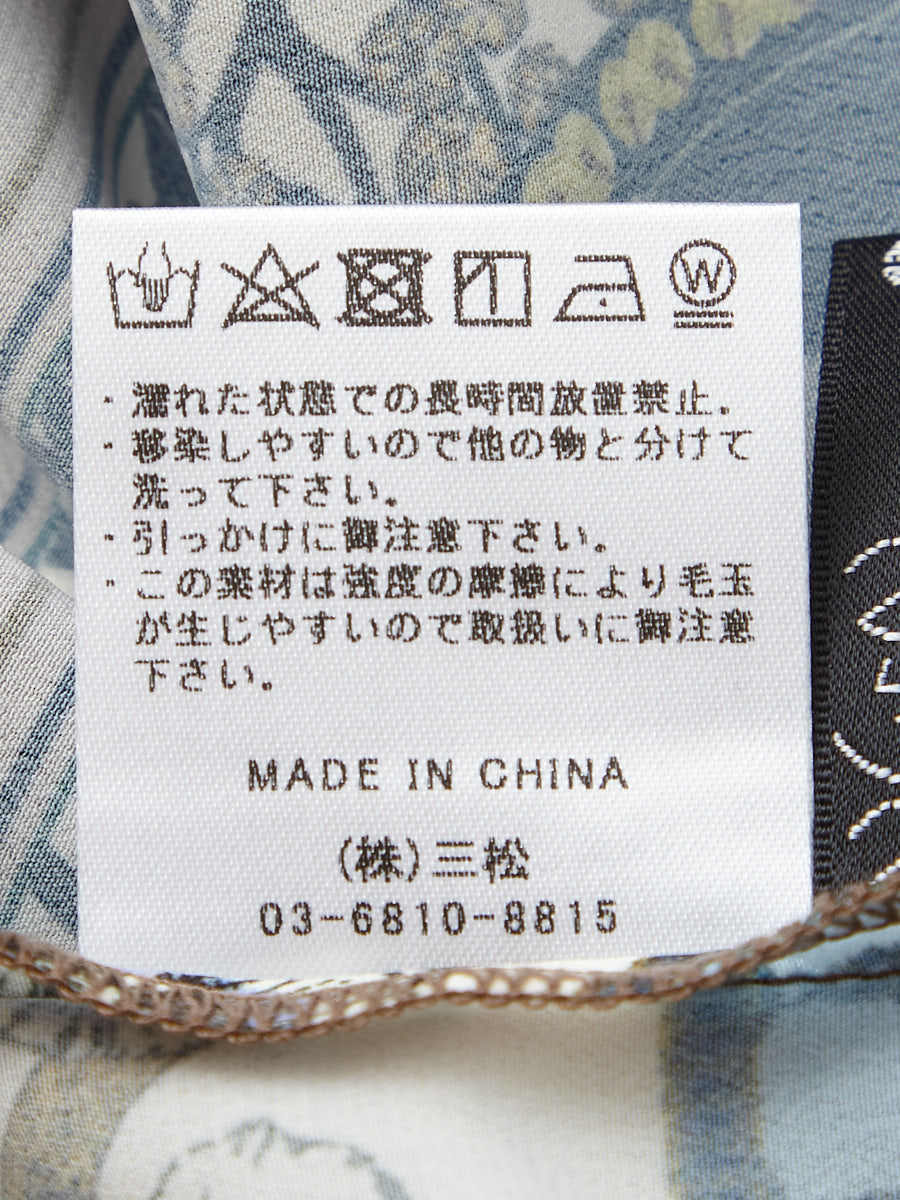 W
・濡れた状態での長時間放置禁止.
・移染しやすいので他の物と分けて
洗って下さい。
・引っかけに御注意下さい。
・この素材は強度の摩擦により毛玉
が生じやすいので取扱いに御注意
下さい。
MADE IN CHINA
(株)三松
03-6810-8815